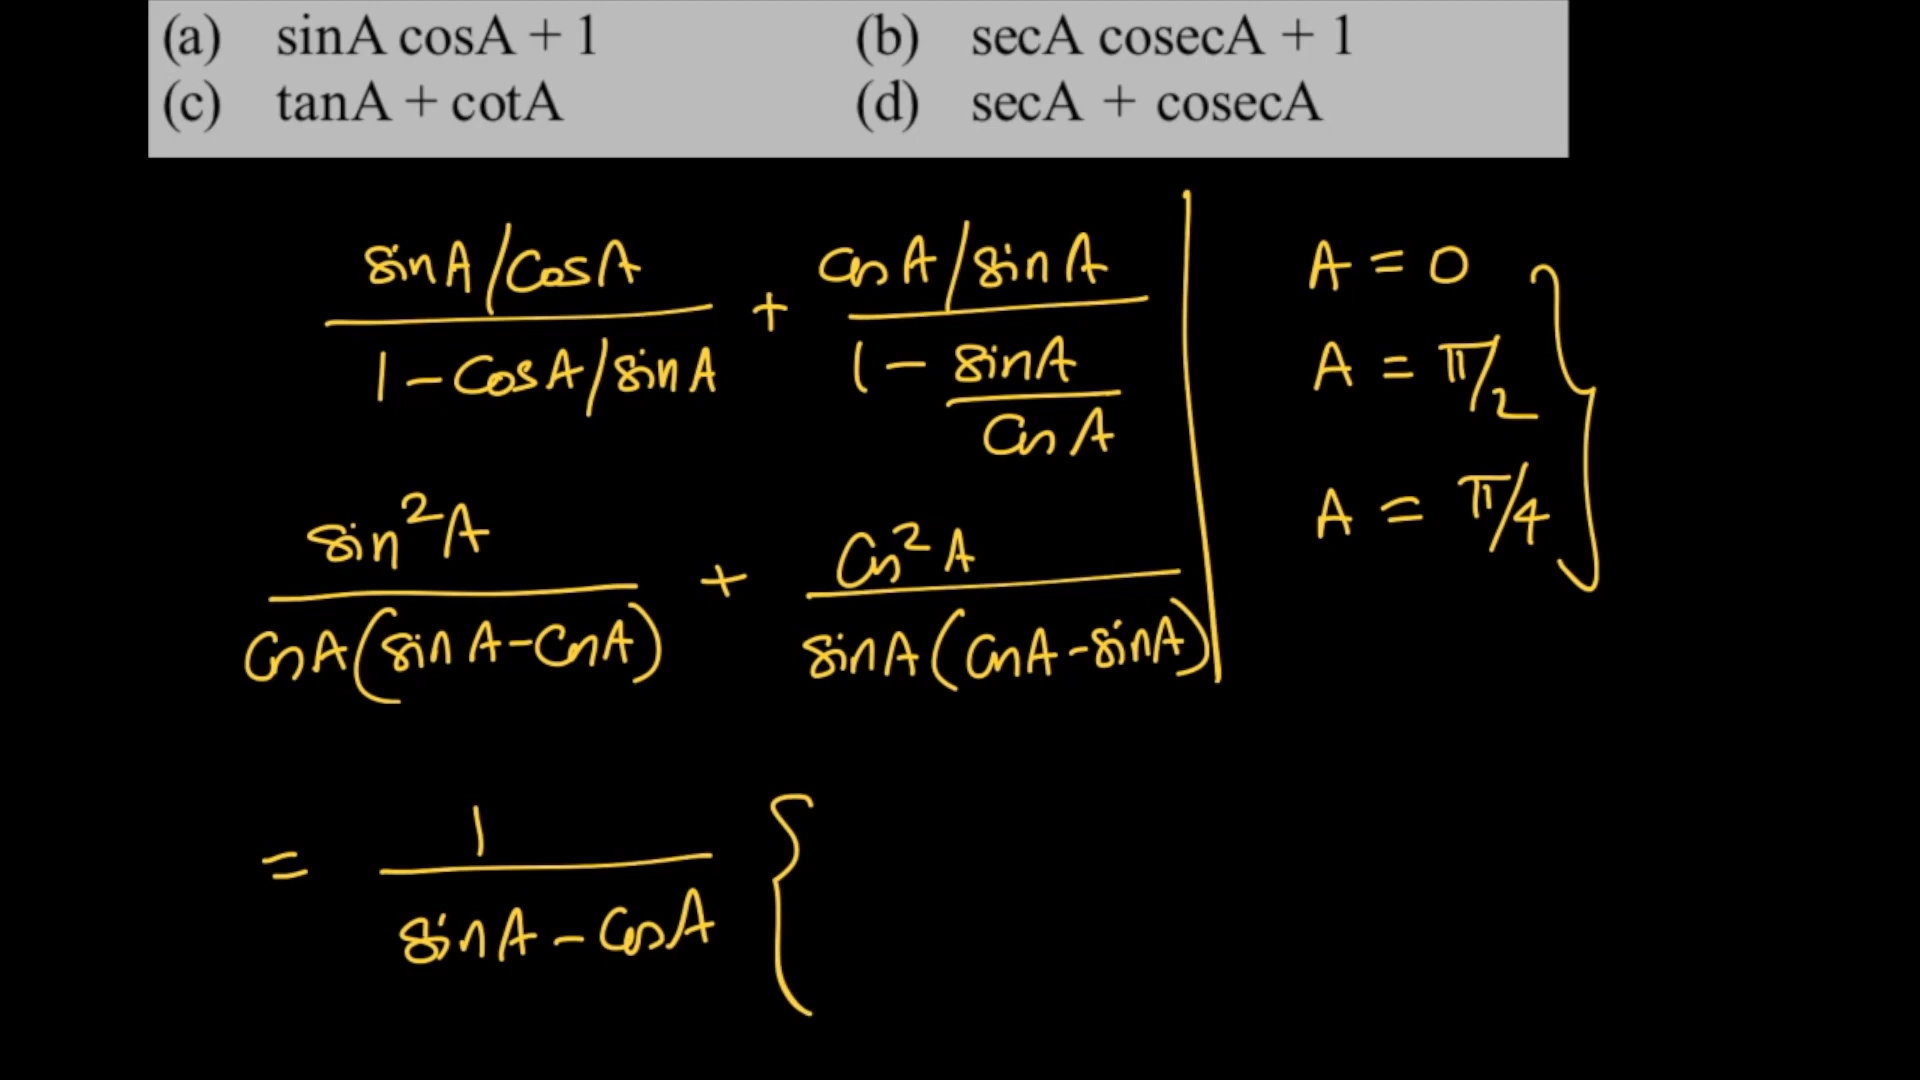 (a) sinA cosA + 1 (b) secA cosecA + 1
(c) tanA + cotA (d) secA + cosecA
sinA/cosA + cosA/sinA
1 - cosA/sinA 1 - sinA
cosA
sin²A + cos²A
cosA(sinA-cosA) sinA(cosA-sinA)
A = 0
A = π/2
A = π/4
= 1 {
sinA - cosA